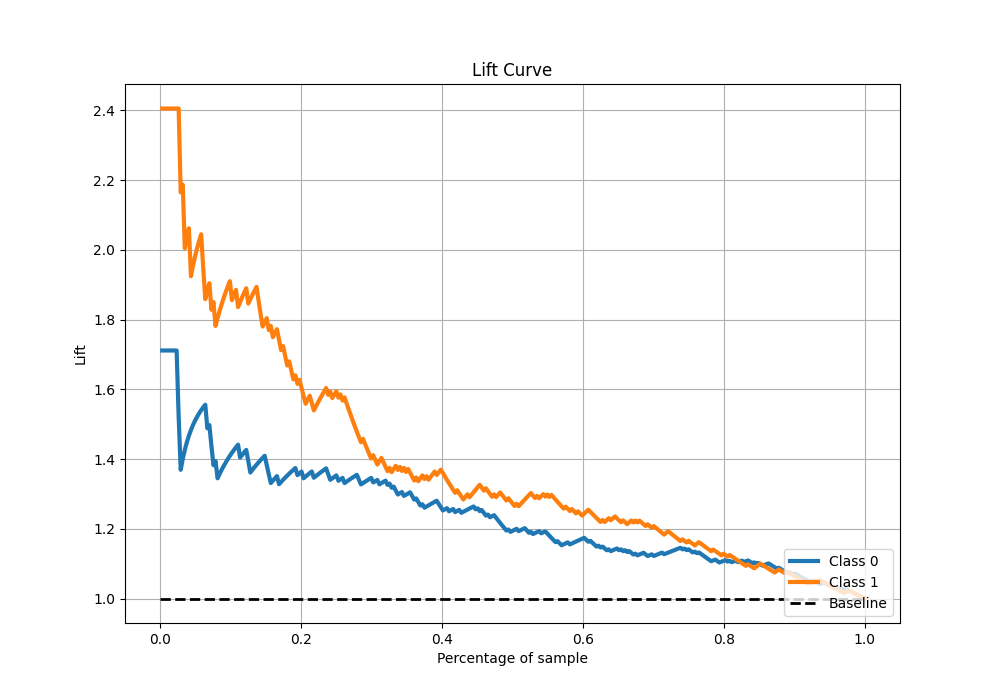 Lift Curve
Lift
2.4
2.2
2.0
1.8
1.6
1.4
1.2
1.0
0.0 0.2 0.4 0.6 0.8 1.0
Percentage of sample
Class 0
Class 1
Baseline